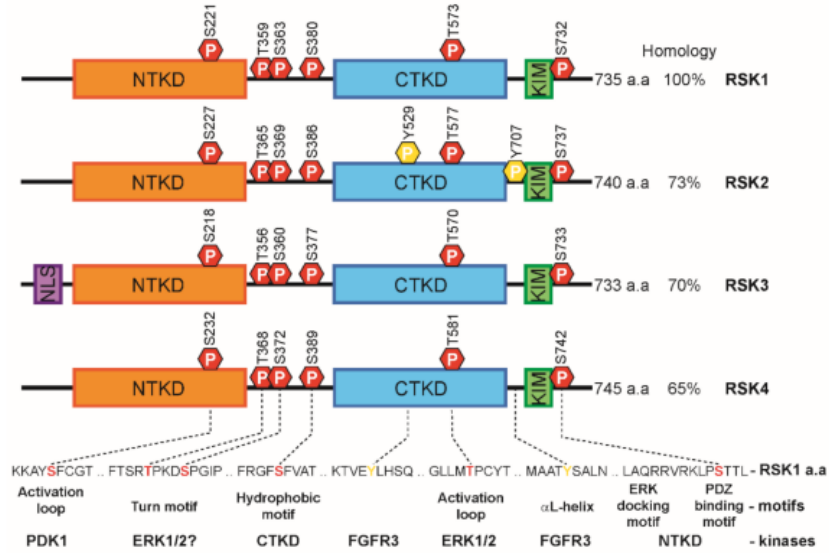 S221 T359 S363 S380 T573 S732 Homology
P P P P P P
NTKD CTKD KIM 735 a.a 100% RSK1
S227 T365 S369 S386 Y529 T577 Y707 S737
P P P P P P P P
NTKD CTKD KIM 740 a.a 73% RSK2
S218 T356 S360 S377 T570 S733
P P P P P P
NLS NTKD CTKD KIM 733 a.a 70% RSK3
S232 T368 S372 S389 T581 S742
P P P P P P
NTKD CTKD KIM 745 a.a 65% RSK4
KKAYSFCGT .. FTSRTPKDSPGIP .. FRGFSFVAT .. KTVEYLHSQ .. GLLMTPCYT .. MAATYSALN .. LAQRRVRKLPSTTL - RSK1 a.a
Activation loop Turn motif Hydrophobic motif Activation loop αL-helix ERK docking motif PDZ binding motif - motifs
PDK1 ERK1/2? CTKD FGFR3 ERK1/2 FGFR3 NTKD - kinases